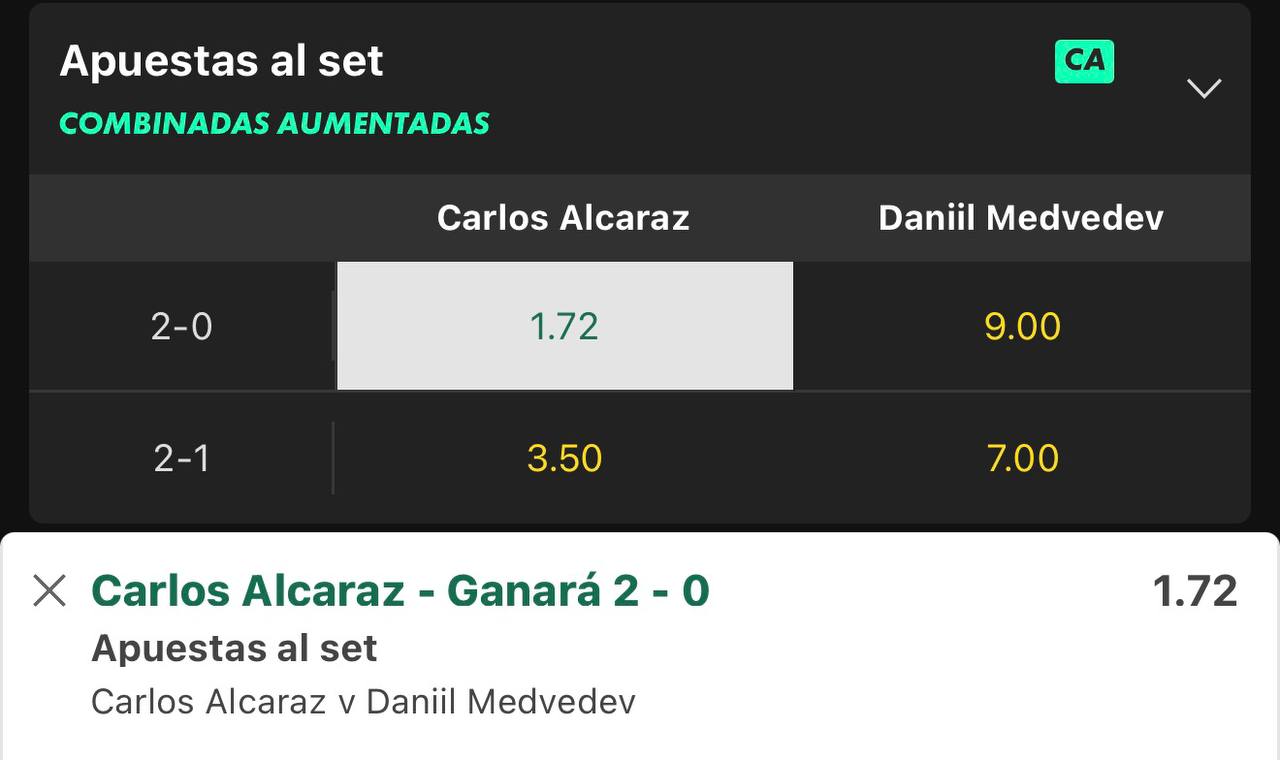 Apuestas al set
CA
COMBINADAS AUMENTADAS
Carlos Alcaraz Daniil Medvedev
2-0 1.72 9.00
2-1 3.50 7.00
Carlos Alcaraz - Ganará 2 - 0 1.72
Apuestas al set
Carlos Alcaraz v Daniil Medvedev